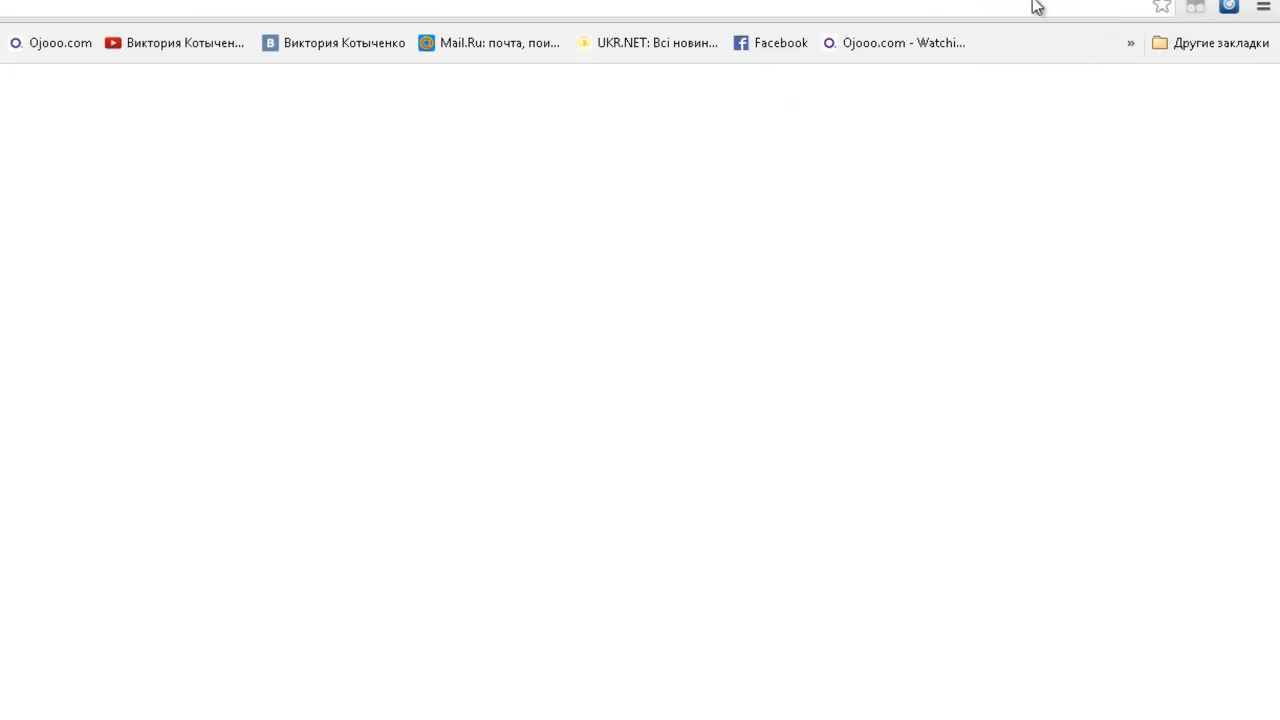 Ojooo.com Виктория Котычен... Виктория Котыченко Mail.Ru: почта, пои... UKR.NET: Всі новин... Facebook Ojooo.com - Watchi... » Другие закладки